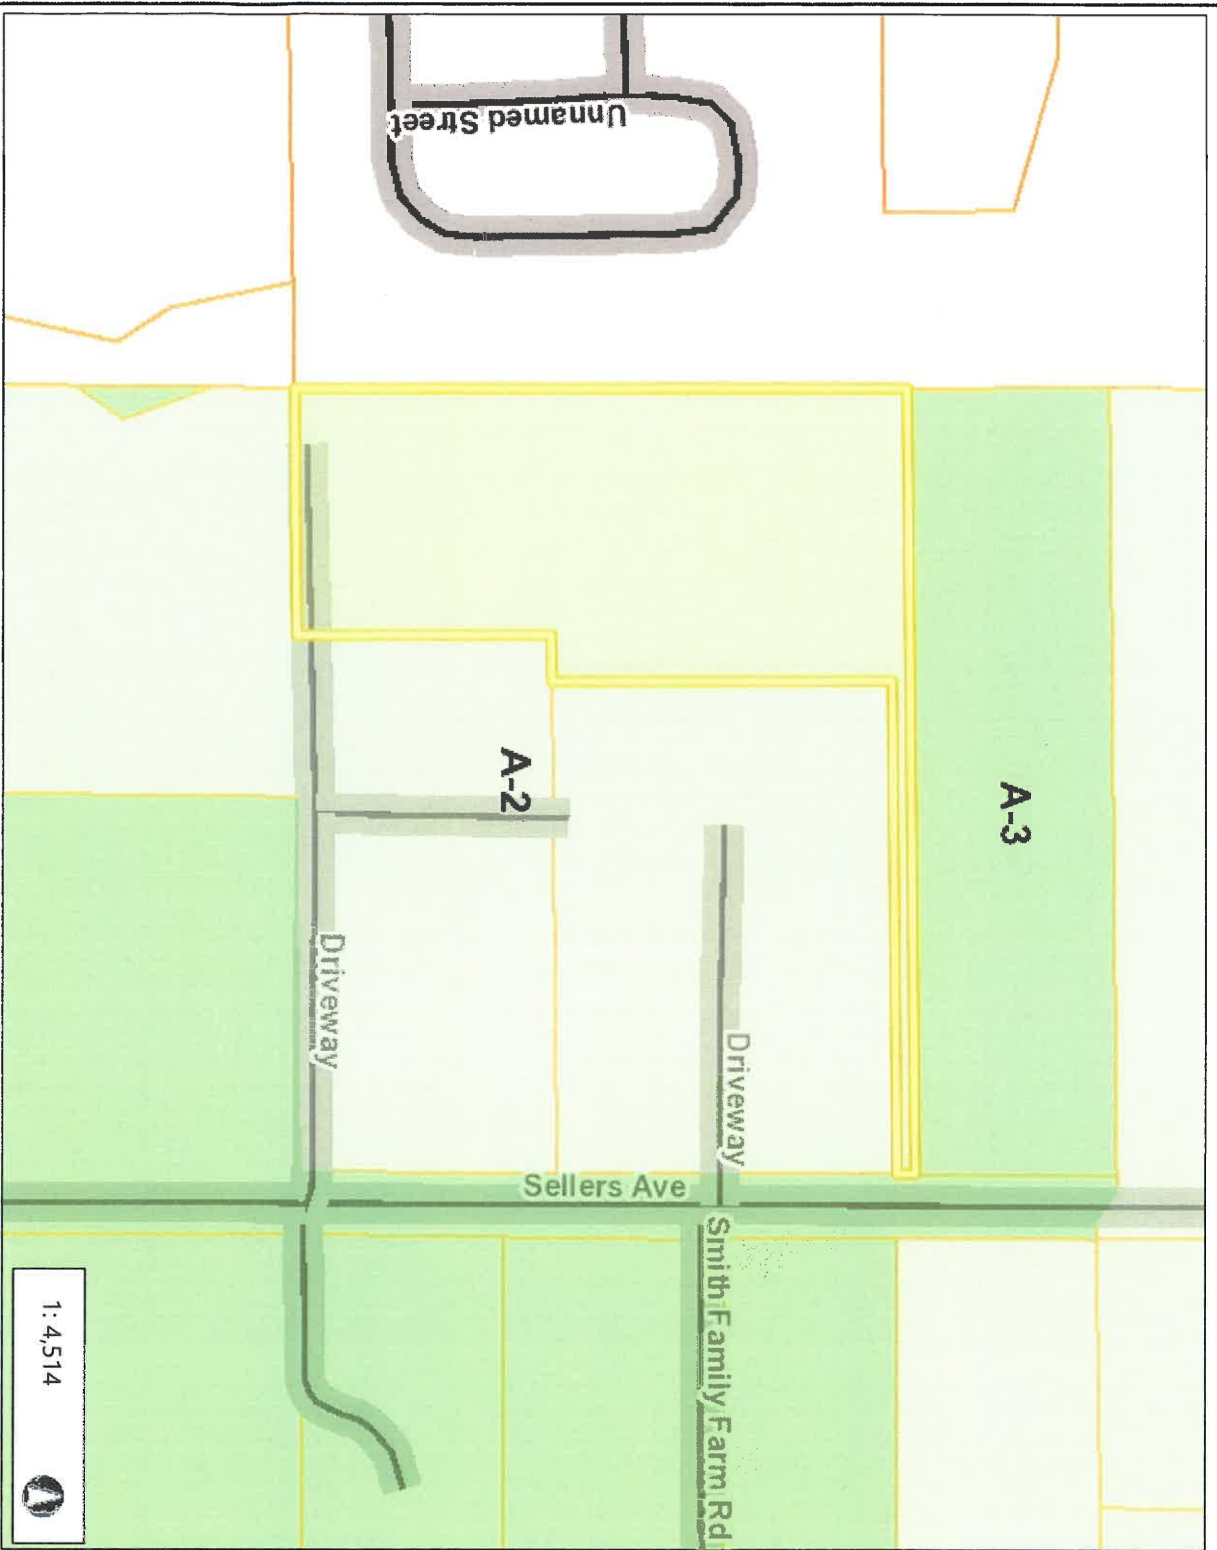 Unnamed Street
A-3
A-2
Driveway
Driveway
Sellers Ave
Smith Family Farm Rd
1: 4,514